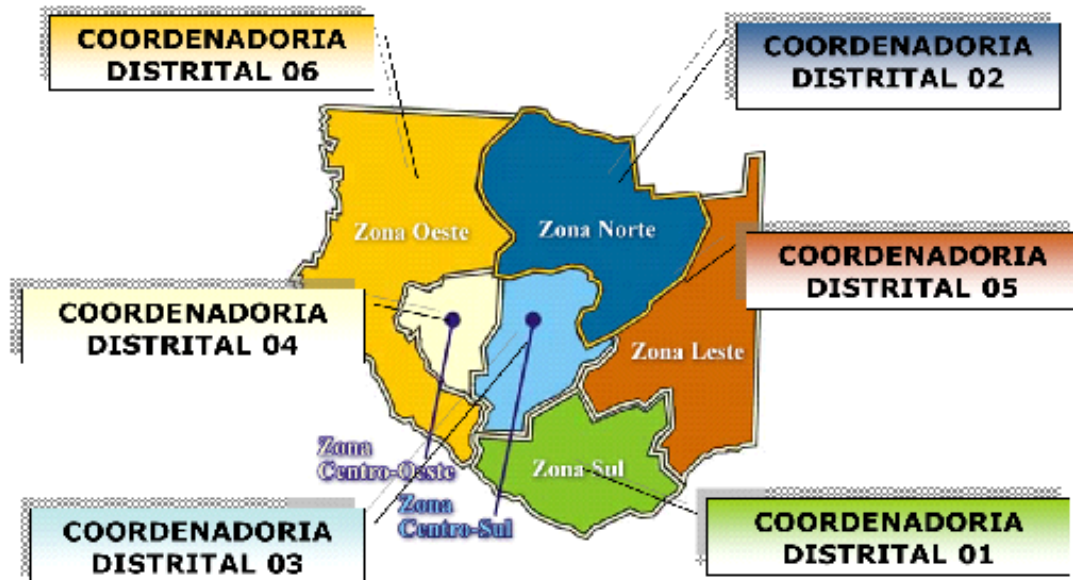 COORDENADORIA
DISTRITAL 06
COORDENADORIA
DISTRITAL 02
Zona Oeste
Zona Norte
COORDENADORIA
DISTRITAL 05
COORDENADORIA
DISTRITAL 04
Zona Leste
Zona
Centro-Oeste
Zona Sul
Zona
Centro-Sul
COORDENADORIA
DISTRITAL 03
COORDENADORIA
DISTRITAL 01